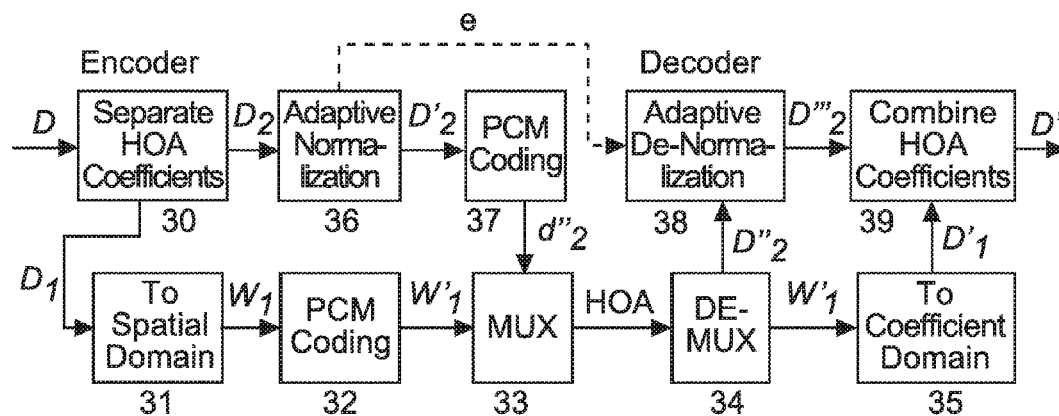 e
Encoder
Decoder
D
Separate
HOA
Coefficients
D2
Adaptive
Norma-
lization
D'2
PCM
Coding
Adaptive
De-Norma-
lization
D'''2
Combine
HOA
Coefficients
D'
30
36
37
38
39
d''2
D''2
D'1
D1
To
Spatial
Domain
W1
PCM
Coding
W'1
MUX
HOA
DE-
MUX
W'1
To
Coefficient
Domain
31
32
33
34
35